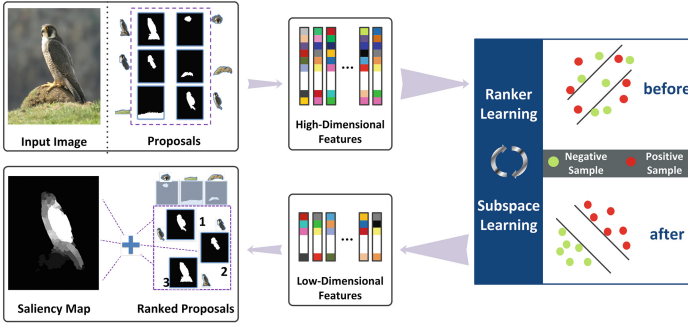 Input Image
Proposals
High-Dimensional
Features
Ranker
Learning
before
Negative
Sample
Positive
Sample
Subspace
Learning
after
Low-Dimensional
Features
1
2
3
Saliency Map
Ranked Proposals